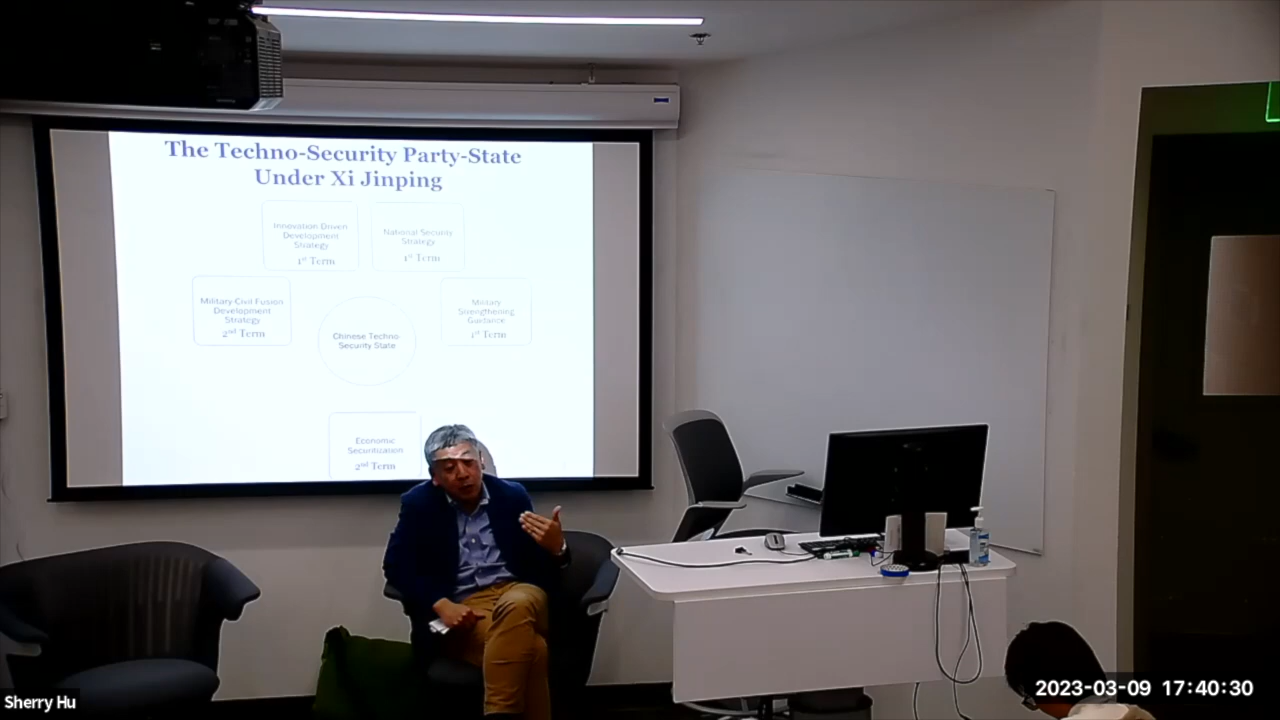 The Techno-Security Party-State
Under Xi Jinping
Innovation Driven
Development
Strategy
1st Term
National Security
Strategy
1st Term
Military-Civil Fusion
Development
Strategy
2nd Term
Military
Strengthening
Guidance
1st Term
Chinese Techno-
Security State
Economic
Securitization
2nd Term
Sherry Hu
2023-03-09 17:40:30